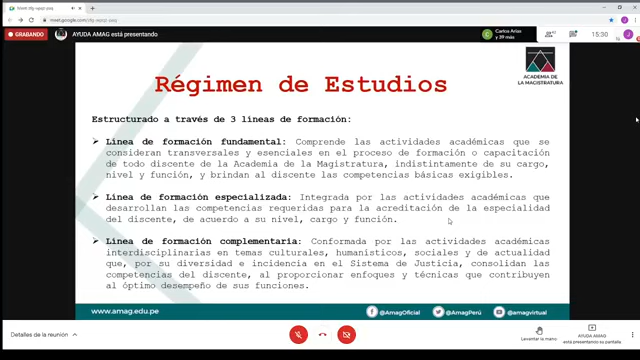 GRABANDO
AYUDA AMAG está presentando
C
Carlos Arias
y 39 más
15:30
Régimen de Estudios
ACADEMIA DE
LA MAGISTRATURA
Estructurado a través de 3 líneas de formación:
Línea de formación fundamental: Comprende las actividades académicas que se
consideran transversales y esenciales en el proceso de formación o capacitación
de todo discente de la Academia de la Magistratura, indistintamente de su cargo,
nivel y función, y brindan al discente las competencias básicas exigibles.
Línea de formación especializada: Integrada por las actividades académicas que
desarrollan las competencias requeridas para la acreditación de la especialidad
del discente, de acuerdo a su nivel, cargo y función.
Línea de formación complementaria: Conformada por las actividades académicas
interdisciplinarias en temas culturales, humanísticos, sociales y de actualidad
que, por su diversidad e incidencia en el Sistema de Justicia, consolidan las
competencias del discente, al proporcionar enfoques y técnicas que contribuyen
al óptimo desempeño de sus funciones.
www.amag.edu.pe
@AmagOficial
@AmagPerú
@amagvirtual
Detalles de la reunión
Levantar la mano
AYUDA AMAG
está presentando su pantalla.